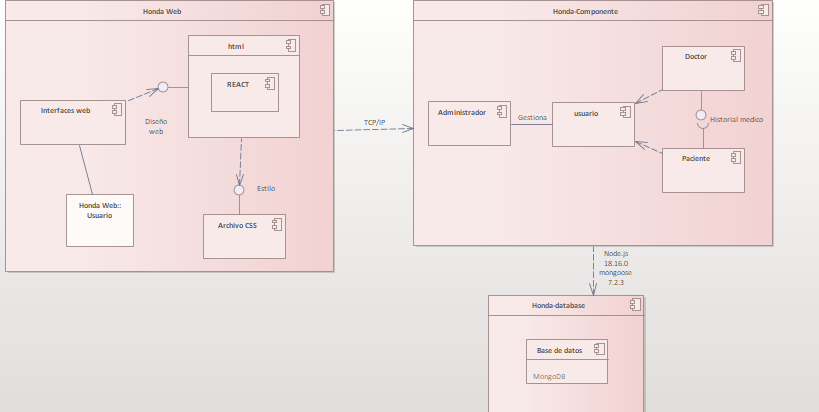 Honda Web
html
REACT
Interfaces web
Diseño
web
Estilo
Honda Web::
Usuario
Archivo CSS
TCP/IP
Honda-Componente
Doctor
Administrador
Gestiona
usuario
Historial medico
Paciente
Node.js
18.16.0
mongoose
7.2.3
Honda-database
Base de datos
MongoDB